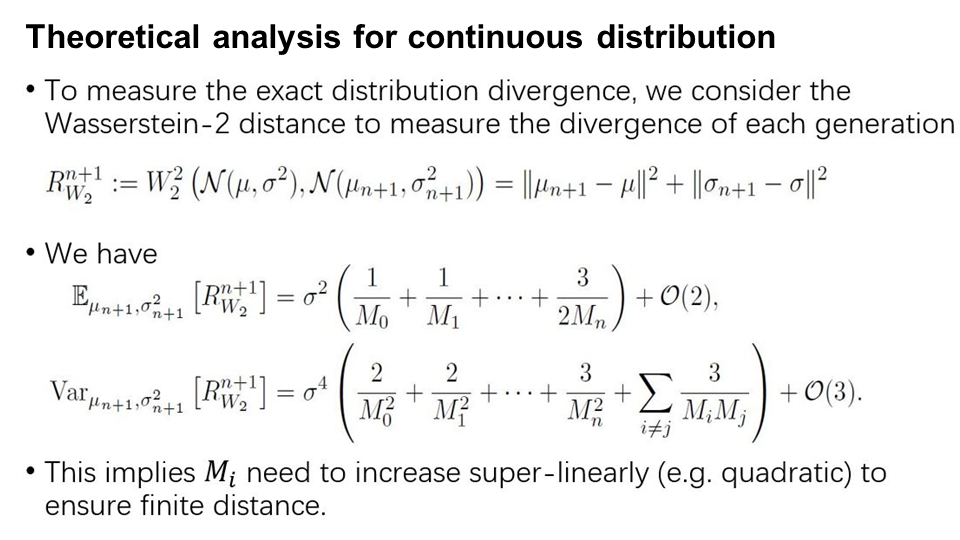 Theoretical analysis for continuous distribution
• To measure the exact distribution divergence, we consider the
Wasserstein-2 distance to measure the divergence of each generation
$R_{W_2}^{n+1} := W_2^2\left(\mathcal{N}(\mu, \sigma^2), \mathcal{N}(\mu_{n+1}, \sigma_{n+1}^2)\right) = \|\mu_{n+1} - \mu\|^2 + \|\sigma_{n+1} - \sigma\|^2$
• We have
$\mathbb{E}_{\mu_{n+1}, \sigma_{n+1}^2}\left[R_{W_2}^{n+1}\right] = \sigma^2\left(\frac{1}{M_0} + \frac{1}{M_1} + \cdots + \frac{3}{2M_n}\right) + \mathcal{O}(2),$
$\text{Var}_{\mu_{n+1}, \sigma_{n+1}^2}\left[R_{W_2}^{n+1}\right] = \sigma^4\left(\frac{2}{M_0^2} + \frac{2}{M_1^2} + \cdots + \frac{3}{M_n^2} + \sum_{i \neq j} \frac{3}{M_i M_j}\right) + \mathcal{O}(3).$
• This implies $M_i$ need to increase super-linearly (e.g. quadratic) to
ensure finite distance.